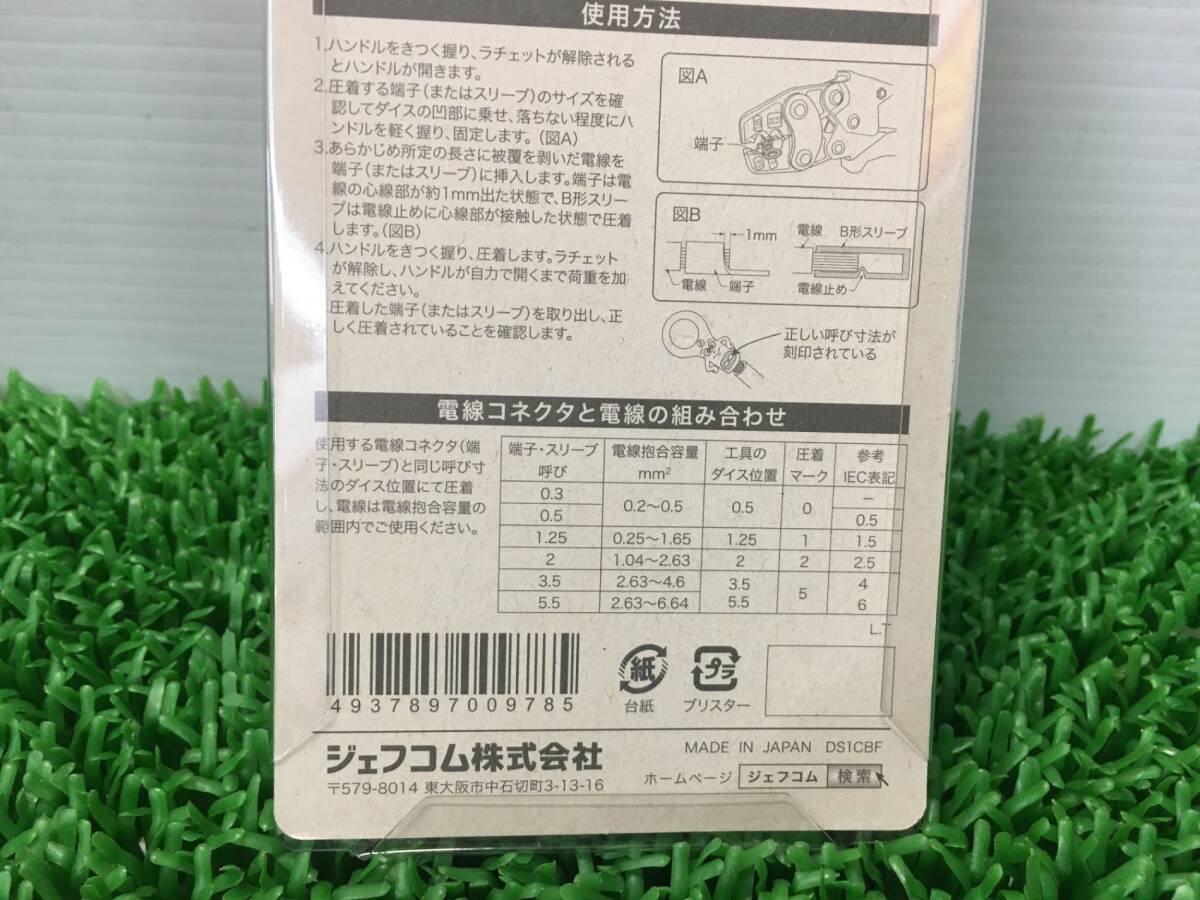 使用方法
1.ハンドルをきつく握り、ラチェットが解除される
とハンドルが開きます。
2.圧着する端子(またはスリーブ)のサイズを確
認してダイスの凹部に乗せ、落ちない程度にハ
ンドルを軽く握り、固定します。(図A)
3.あらかじめ所定の長さに被覆を剥いだ電線を
端子(またはスリーブ)に挿入します。端子は電
線の心線部が約1mm出た状態で、B形スリー
ブは電線止めに心線部が接触した状態で圧着
します。(図B)
4.ハンドルをきつく握り、圧着します。ラチェット
が解除し、ハンドルが自力で開くまで荷重を加
えてください。
.圧着した端子(またはスリーブ)を取り出し、正
しく圧着されていることを確認します。
図A
端子
図B
1mm
電線
端子
電線 B形スリーブ
電線止め
正しい呼び寸法が
刻印されている
電線コネクタと電線の組み合わせ
使用する電線コネクタ(端
子・スリーブ)と同じ呼び寸
法のダイス位置にて圧着
し、電線は電線抱合容量の
範囲内でご使用ください。
端子・スリーブ 呼び 電線抱合容量 mm² 工具の ダイス位置 圧着 マーク 参考 IEC表記
0.3 0.2〜0.5 0.5 0 −
0.5 0.5
1.25 0.25〜1.65 1.25 1 1.5
2 1.04〜2.63 2 2 2.5
3.5 2.63〜4.6 3.5 5 4
5.5 2.63〜6.64 5.5 6
L.T
4937897009785
紙
台紙
プラ
ブリスター
ジェフコム株式会社
〒579-8014 東大阪市中石切町3-13-16
MADE IN JAPAN DS1CBF
ホームページ ジェフコム 検索